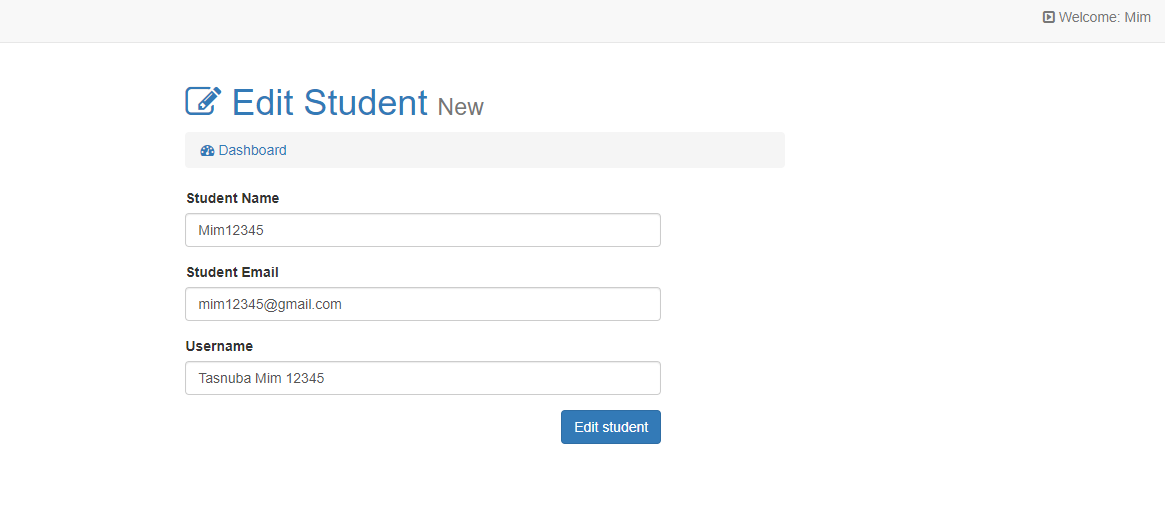 Welcome: Mim
Edit Student New
Dashboard
Student Name
Mim12345
Student Email
mim12345@gmail.com
Username
Tasnuba Mim 12345
Edit student